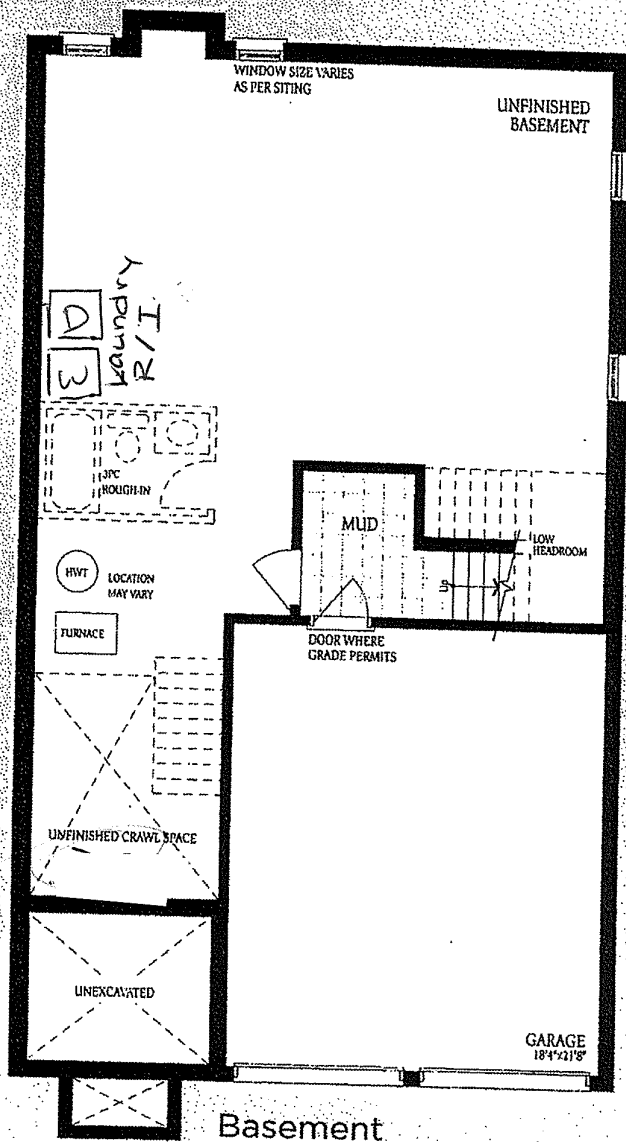 WINDOW SIZE VARIES
AS PER SITING
UNFINISHED
BASEMENT
D
W
Laundry
R/I
3PC
ROUGH-IN
MUD
LOW
HEADROOM
UP
HWT
LOCATION
MAY VARY
FURNACE
DOOR WHERE
GRADE PERMITS
UNFINISHED CRAWL SPACE
UNEXCAVATED
GARAGE
18'4"x21'8"
Basement